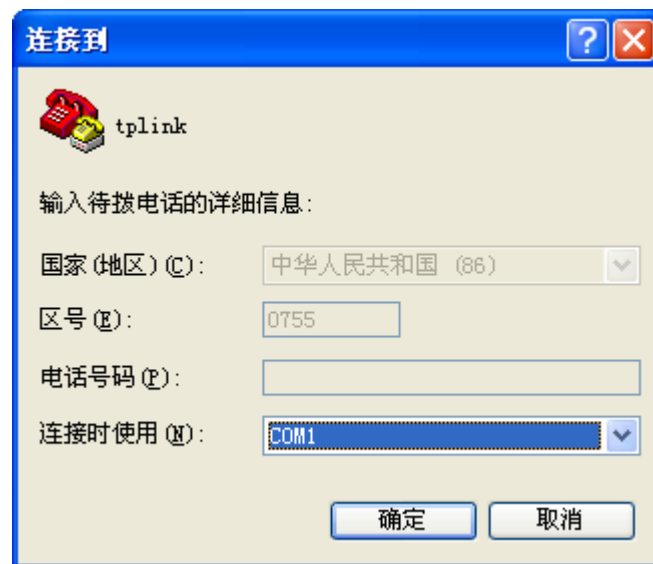 连接到
tplink
输入待拨电话的详细信息:
国家(地区)(C): 中华人民共和国 (86)
区号(E): 0755
电话号码(P):
连接时使用(N): COM1
确定 取消